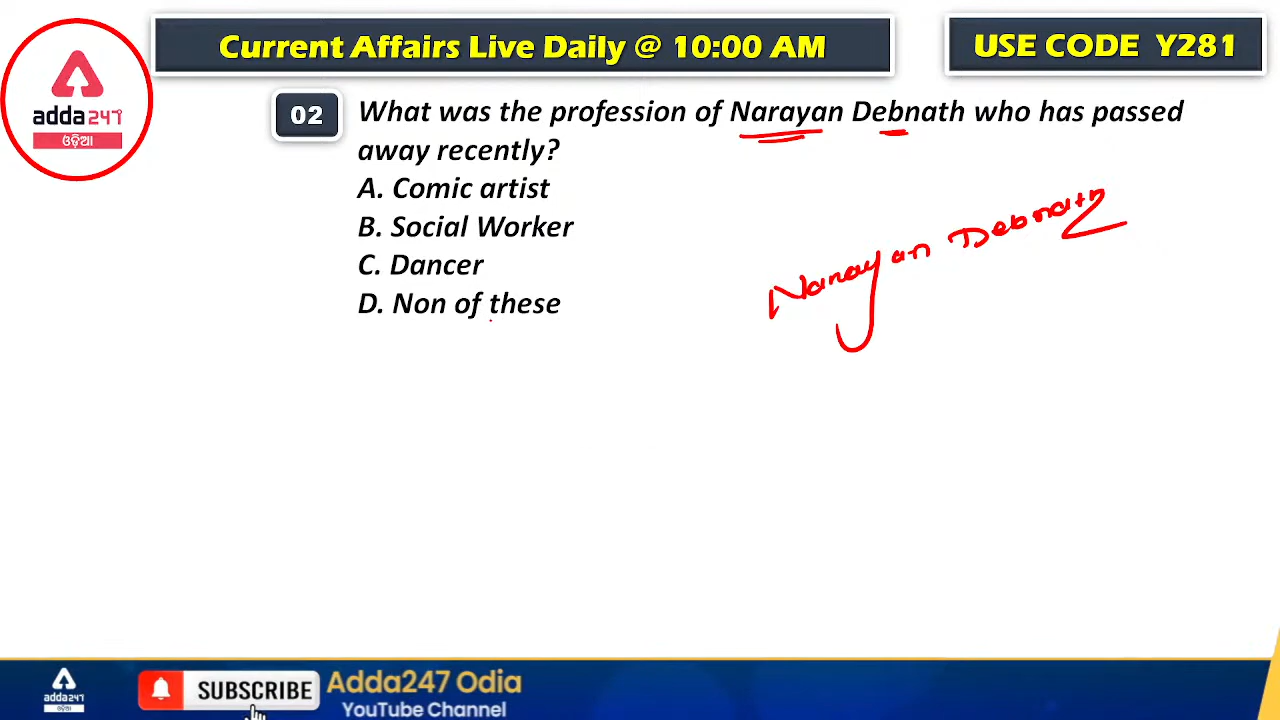 Current Affairs Live Daily @ 10:00 AM
USE CODE Y281
adda247
ଓଡ଼ିଆ
02
What was the profession of Narayan Debnath who has passed
away recently?
A. Comic artist
B. Social Worker
C. Dancer
D. Non of these
Narayan Debnath
adda247
ଓଡ଼ିଆ
SUBSCRIBE
Adda247 Odia
YouTube Channel